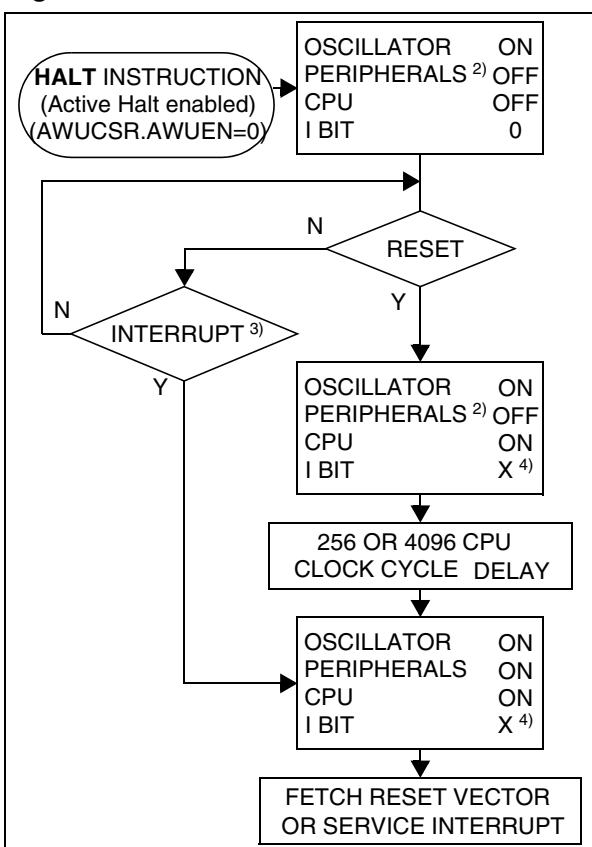 HALT INSTRUCTION
(Active Halt enabled)
(AWUCSR.AWUEN=0)
OSCILLATOR ON
PERIPHERALS 2) OFF
CPU OFF
I BIT 0
N
RESET
N
Y
INTERRUPT 3)
Y
OSCILLATOR ON
PERIPHERALS 2) OFF
CPU ON
I BIT X 4)
256 OR 4096 CPU
CLOCK CYCLE DELAY
OSCILLATOR ON
PERIPHERALS ON
CPU ON
I BIT X 4)
FETCH RESET VECTOR
OR SERVICE INTERRUPT